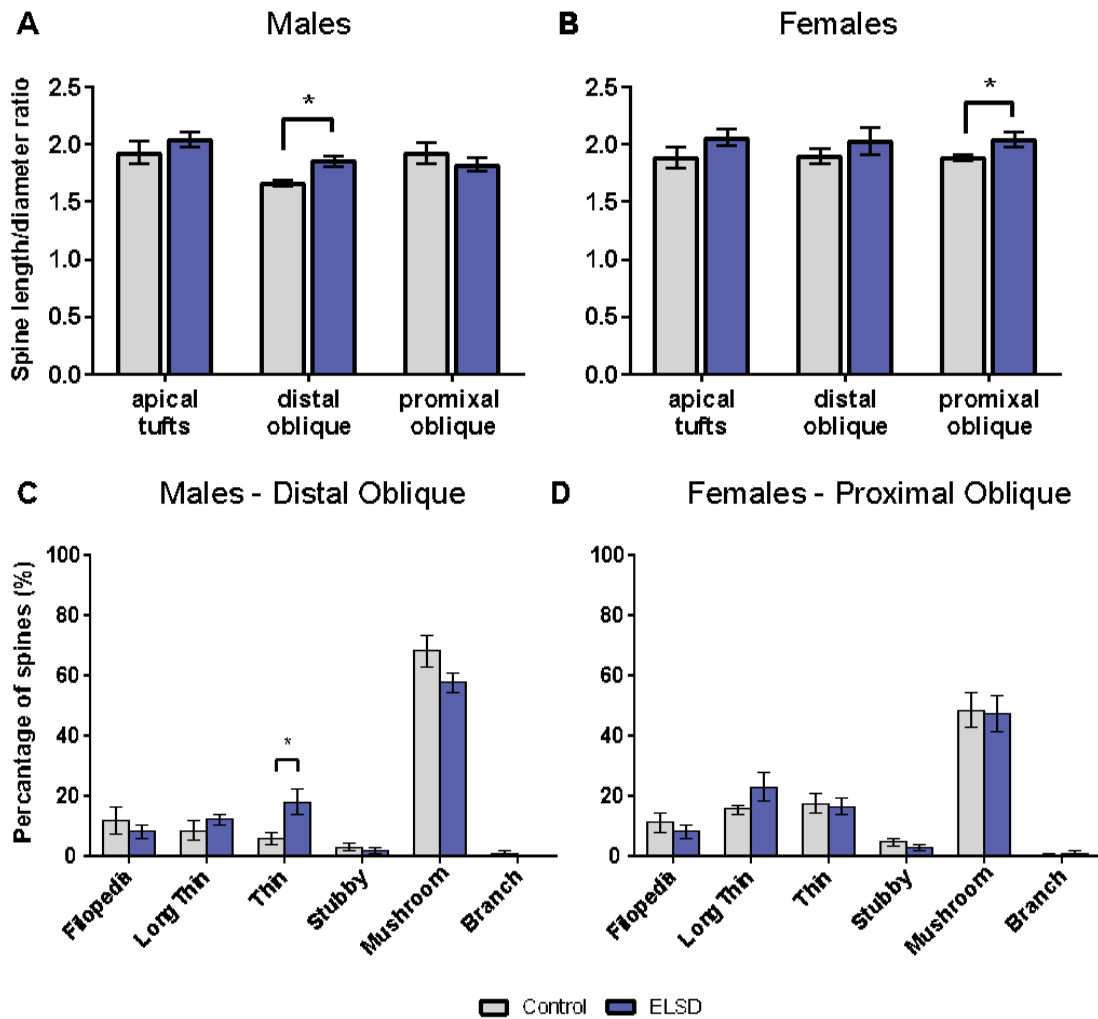 A Males
B Females
Spine length/diameter ratio
2.5
2.0
1.5
1.0
0.5
0.0
*
apical tufts
distal oblique
promixal oblique
2.5
2.0
1.5
1.0
0.5
0.0
*
apical tufts
distal oblique
promixal oblique
C Males - Distal Oblique
D Females - Proximal Oblique
Percantage of spines (%)
100
80
60
40
20
0
*
Filopedia
Long Thin
Thin
Stubby
Mushroom
Branch
100
80
60
40
20
0
Filopedia
Long Thin
Thin
Stubby
Mushroom
Branch
Control ELSD